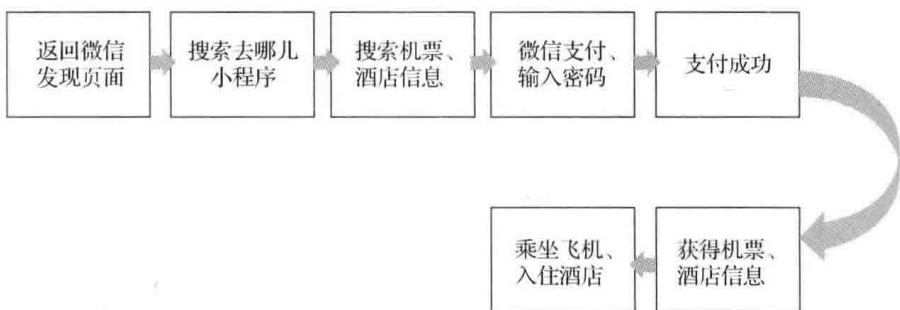 返回微信
发现页面
搜索去哪儿
小程序
搜索机票、
酒店信息
微信支付、
输入密码
支付成功
获得机票、
酒店信息
乘坐飞机、
入住酒店